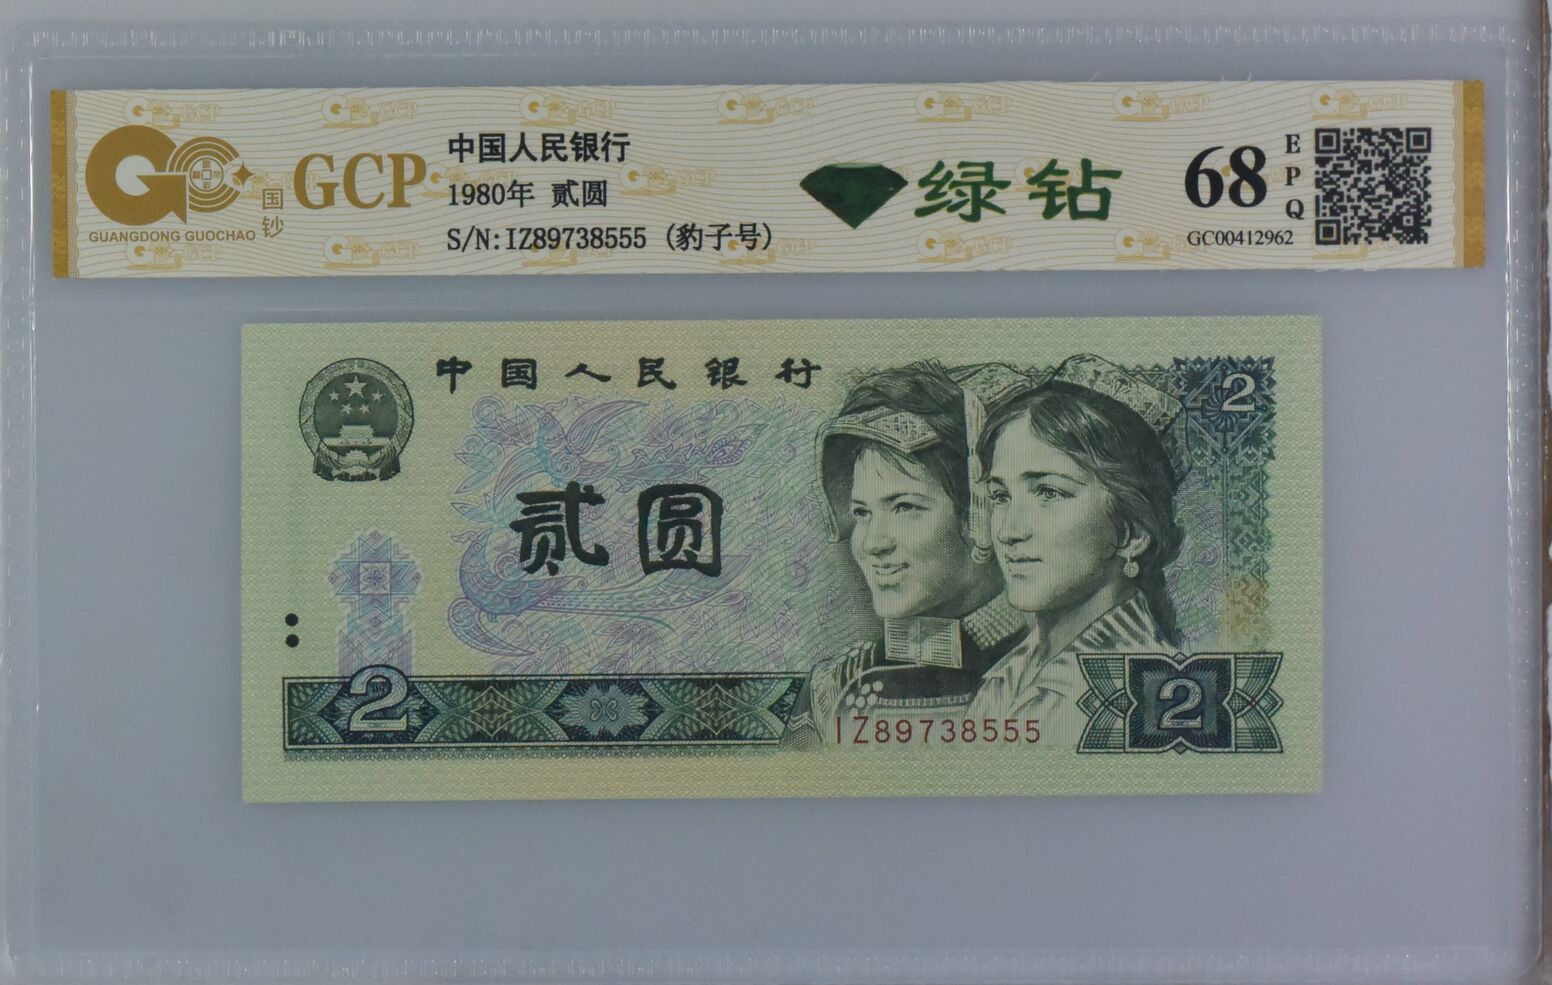 GCP
国钞
GUANGDONG GUOCHAO
中国人民银行
1980年 贰圆
S/N:IZ89738555 (豹子号)
绿钻
68
EPQ
GC00412962
中国人民银行
2
贰圆
2
IZ89738555
2